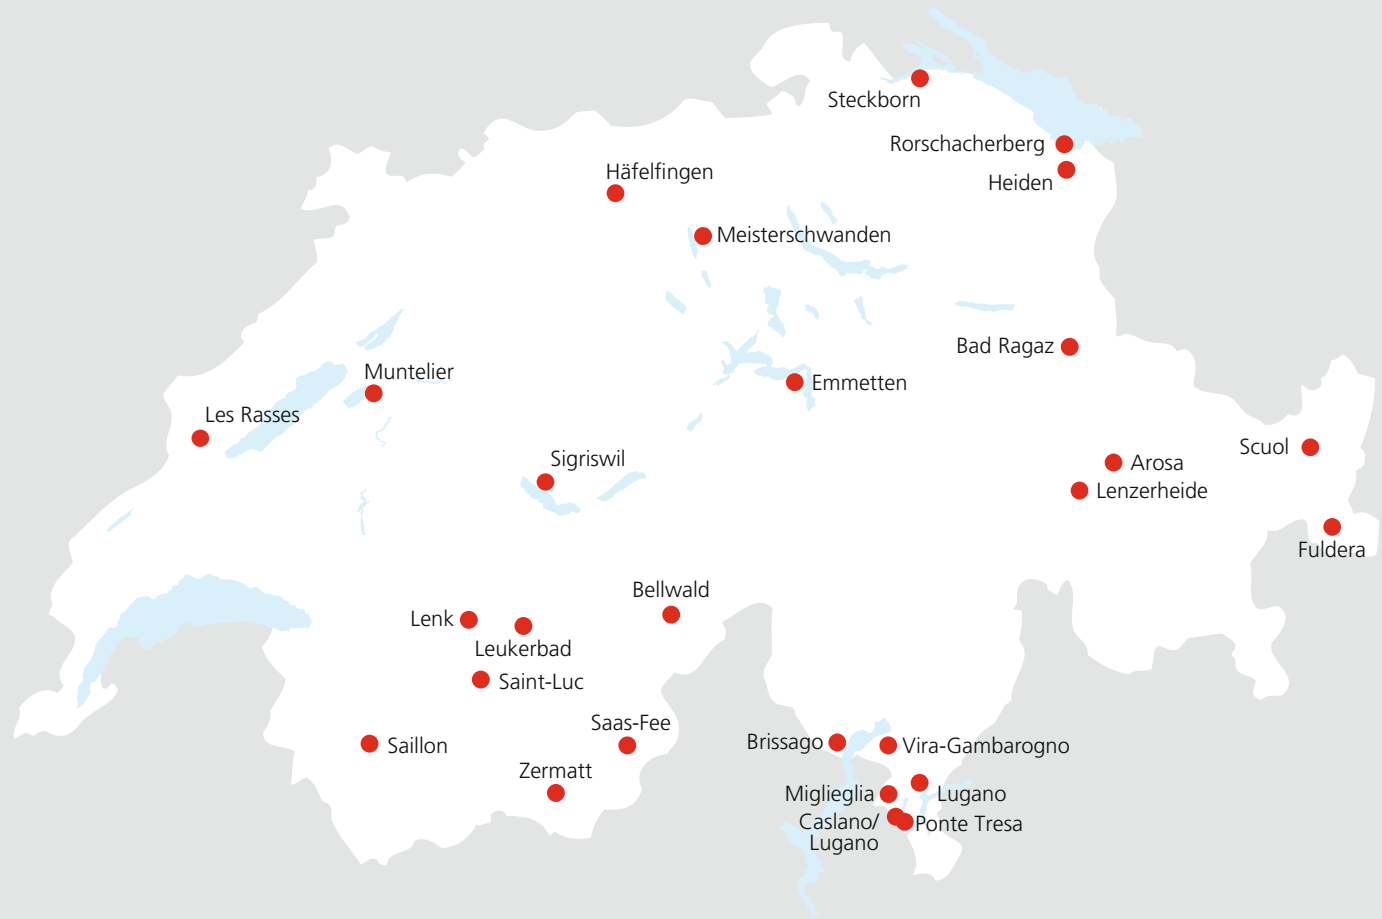 Steckborn
Rorschacherberg
Häfelfingen
Heiden
Meisterschwanden
Bad Ragaz
Muntelier
Emmetten
Les Rasses
Scuol
Sigriswil
Arosa
Lenzerheide
Fuldera
Bellwald
Lenk
Leukerbad
Saint-Luc
Saas-Fee
Brissago
Vira-Gambarogno
Saillon
Zermatt
Miglieglia
Lugano
Caslano/
Lugano
Ponte Tresa